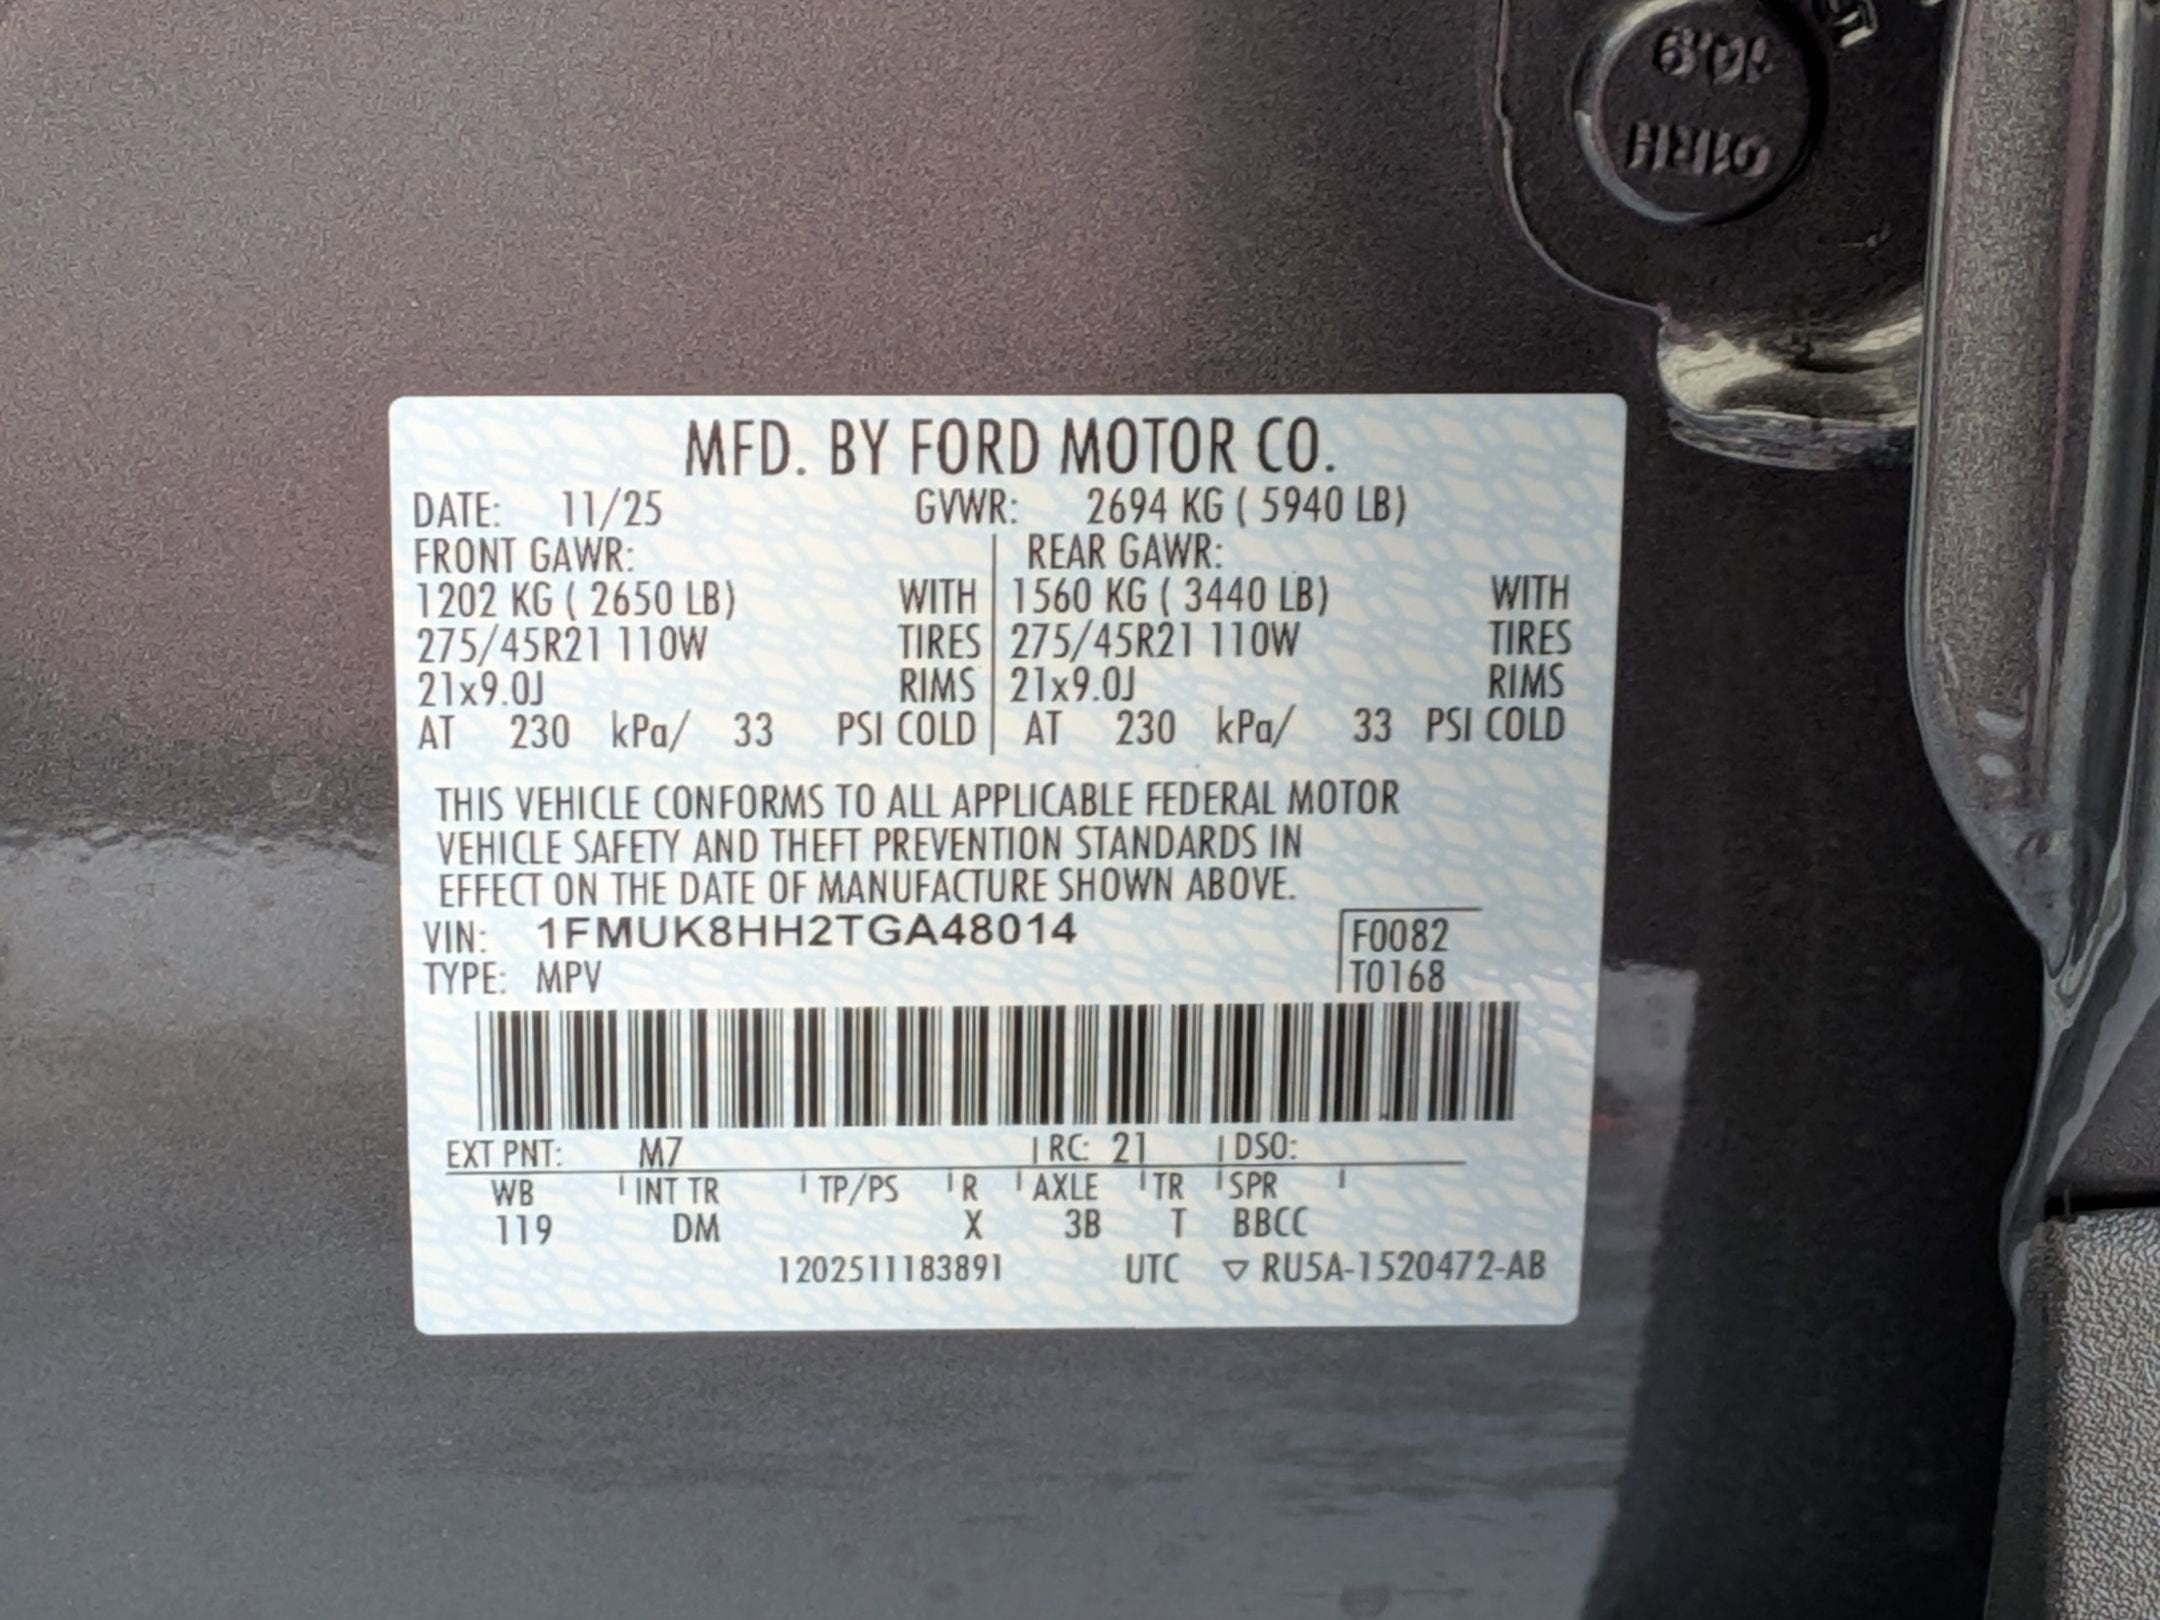 10.9
MFD. BY FORD MOTOR CO.
DATE: 11/25 GVWR: 2694 KG ( 5940 LB)
FRONT GAWR: REAR GAWR:
1202 KG ( 2650 LB) WITH 1560 KG ( 3440 LB) WITH
275/45R21 110W TIRES 275/45R21 110W TIRES
21x9.0J RIMS 21x9.0J RIMS
AT 230 kPa/ 33 PSI COLD AT 230 kPa/ 33 PSI COLD
THIS VEHICLE CONFORMS TO ALL APPLICABLE FEDERAL MOTOR
VEHICLE SAFETY AND THEFT PREVENTION STANDARDS IN
EFFECT ON THE DATE OF MANUFACTURE SHOWN ABOVE.
VIN: 1FMUK8HH2TGA48014 F0082
TYPE: MPV T0168
EXT PNT: M7 RC: 21 DSO:
WB INT TR TP/PS R AXLE TR SPR
119 DM X 3B T BBCC
1202511183891 UTC ▽ RU5A-1520472-AB